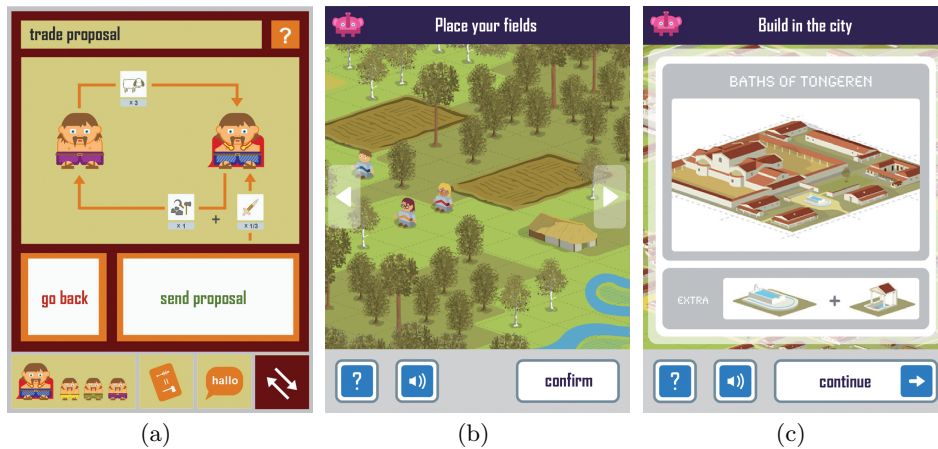 trade proposal
?
x 3
x 1
+
x 1/3
go back
send proposal
hallo
Place your fields
?
confirm
Build in the city
BATHS OF TONGEREN
EXTRA
+
?
continue
(a)
(b)
(c)